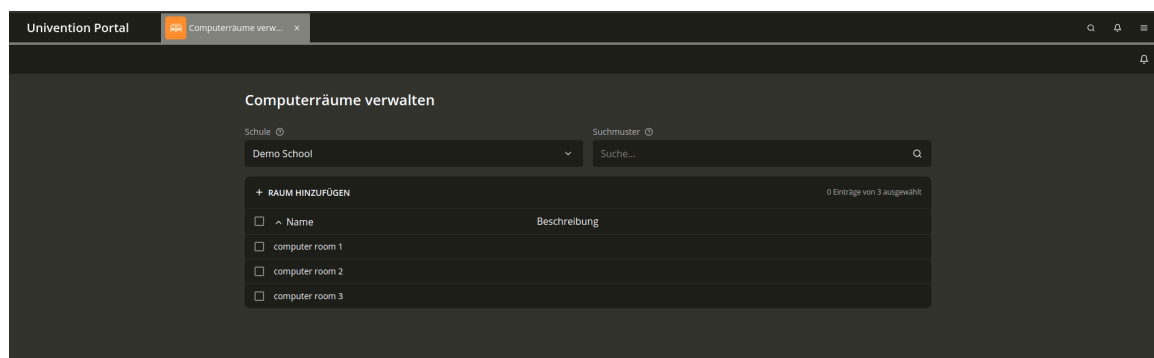 Univention Portal
Computerräume verw... ×
Computerräume verwalten
Schule
Suchmuster
Demo School
Suche...
+ RAUM HINZUFÜGEN
0 Einträge von 3 ausgewählt
Name
Beschreibung
computer room 1
computer room 2
computer room 3